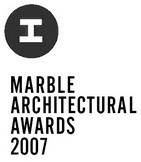 H
MARBLE
ARCHITECTURAL
AWARDS
2007